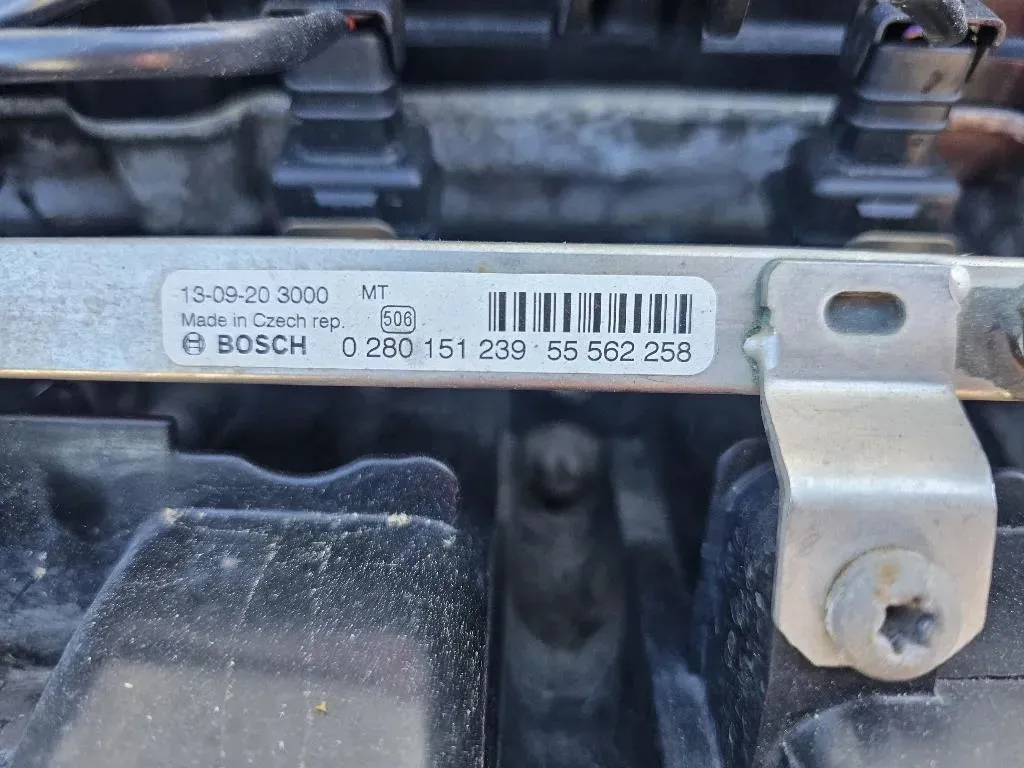 13-09-20 3000 MT
Made in Czech rep. 506
BOSCH 0 280 151 239 55 562 258